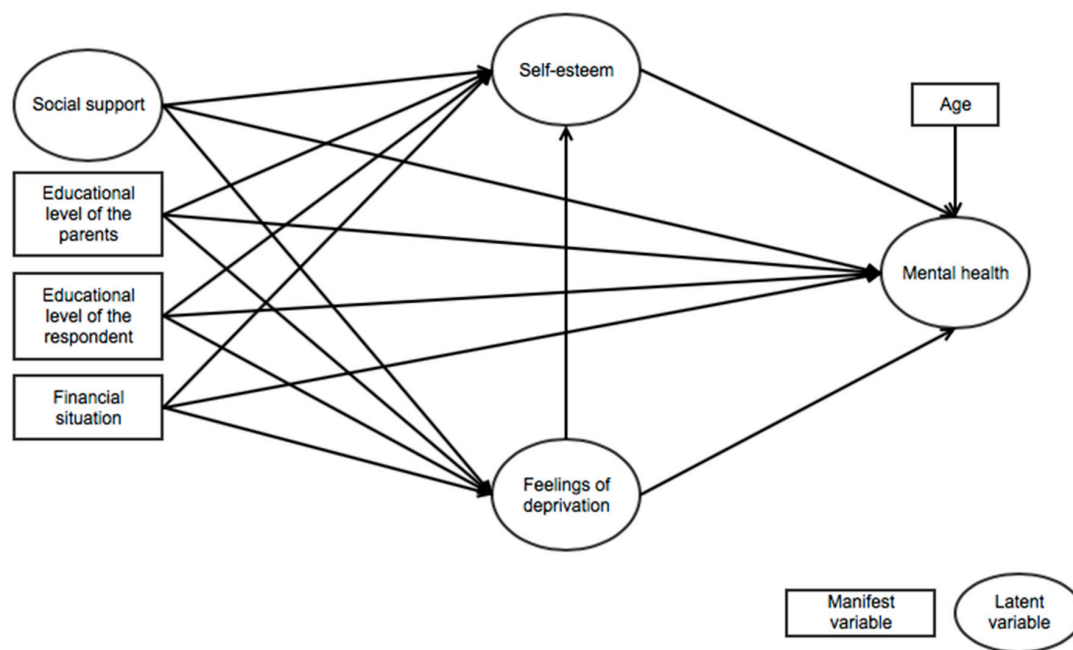 Social support
Educational
level of the
parents
Educational
level of the
respondent
Financial
situation
Self-esteem
Feelings of
deprivation
Age
Mental health
Manifest
variable
Latent
variable